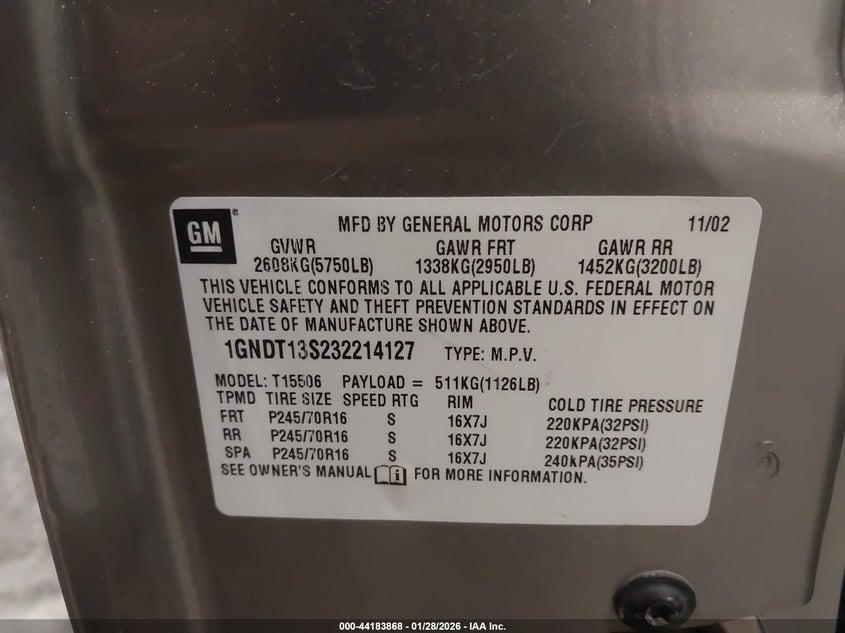 GM ® MFD BY GENERAL MOTORS CORP 11/02
GVWR GAWR FRT GAWR RR
2608KG(5750LB) 1338KG(2950LB) 1452KG(3200LB)
THIS VEHICLE CONFORMS TO ALL APPLICABLE U.S. FEDERAL MOTOR
VEHICLE SAFETY AND THEFT PREVENTION STANDARDS IN EFFECT ON
THE DATE OF MANUFACTURE SHOWN ABOVE.
1GNDT13S232214127 TYPE: M.P.V.
MODEL: T15506 PAYLOAD = 511KG(1126LB)
TPMD TIRE SIZE SPEED RTG RIM COLD TIRE PRESSURE
FRT P245/70R16 S 16X7J 220KPA(32PSI)
RR P245/70R16 S 16X7J 220KPA(32PSI)
SPA P245/70R16 S 16X7J 240KPA(35PSI)
SEE OWNER'S MANUAL i FOR MORE INFORMATION.
000-44183868 - 01/28/2026 - IAA Inc.